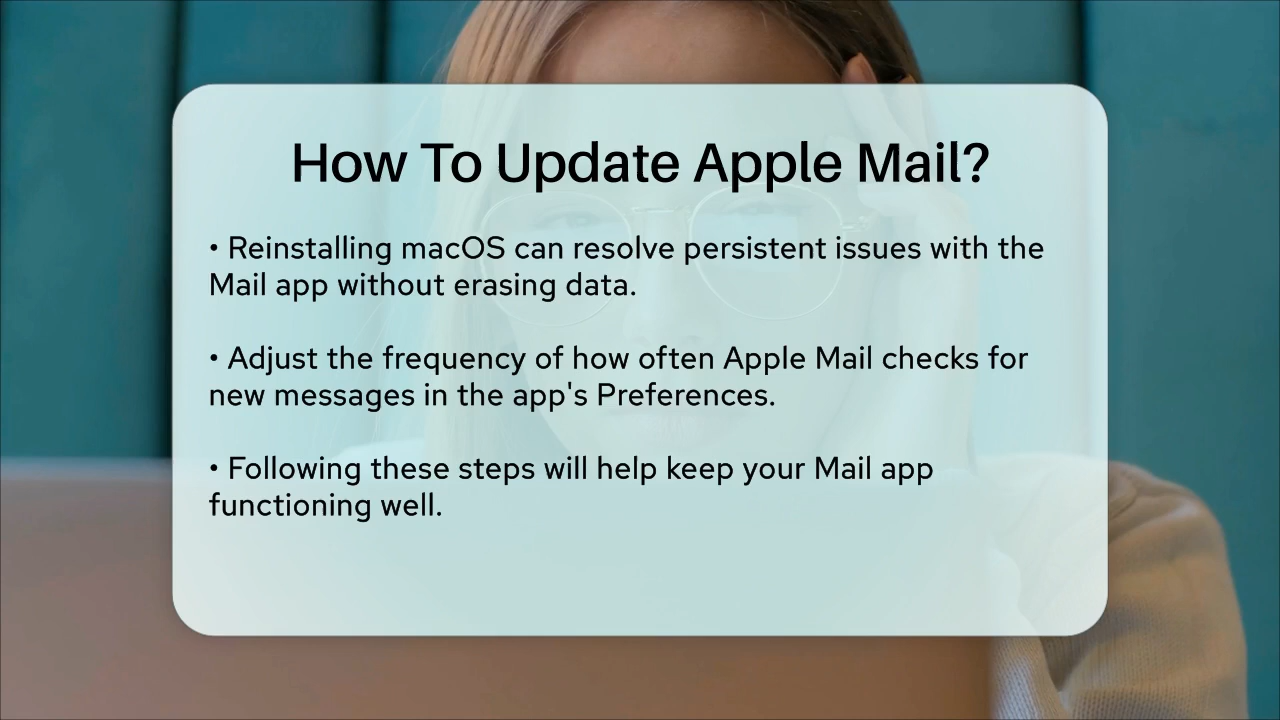 How To Update Apple Mail?
• Reinstalling macOS can resolve persistent issues with the
Mail app without erasing data.
• Adjust the frequency of how often Apple Mail checks for
new messages in the app's Preferences.
• Following these steps will help keep your Mail app
functioning well.